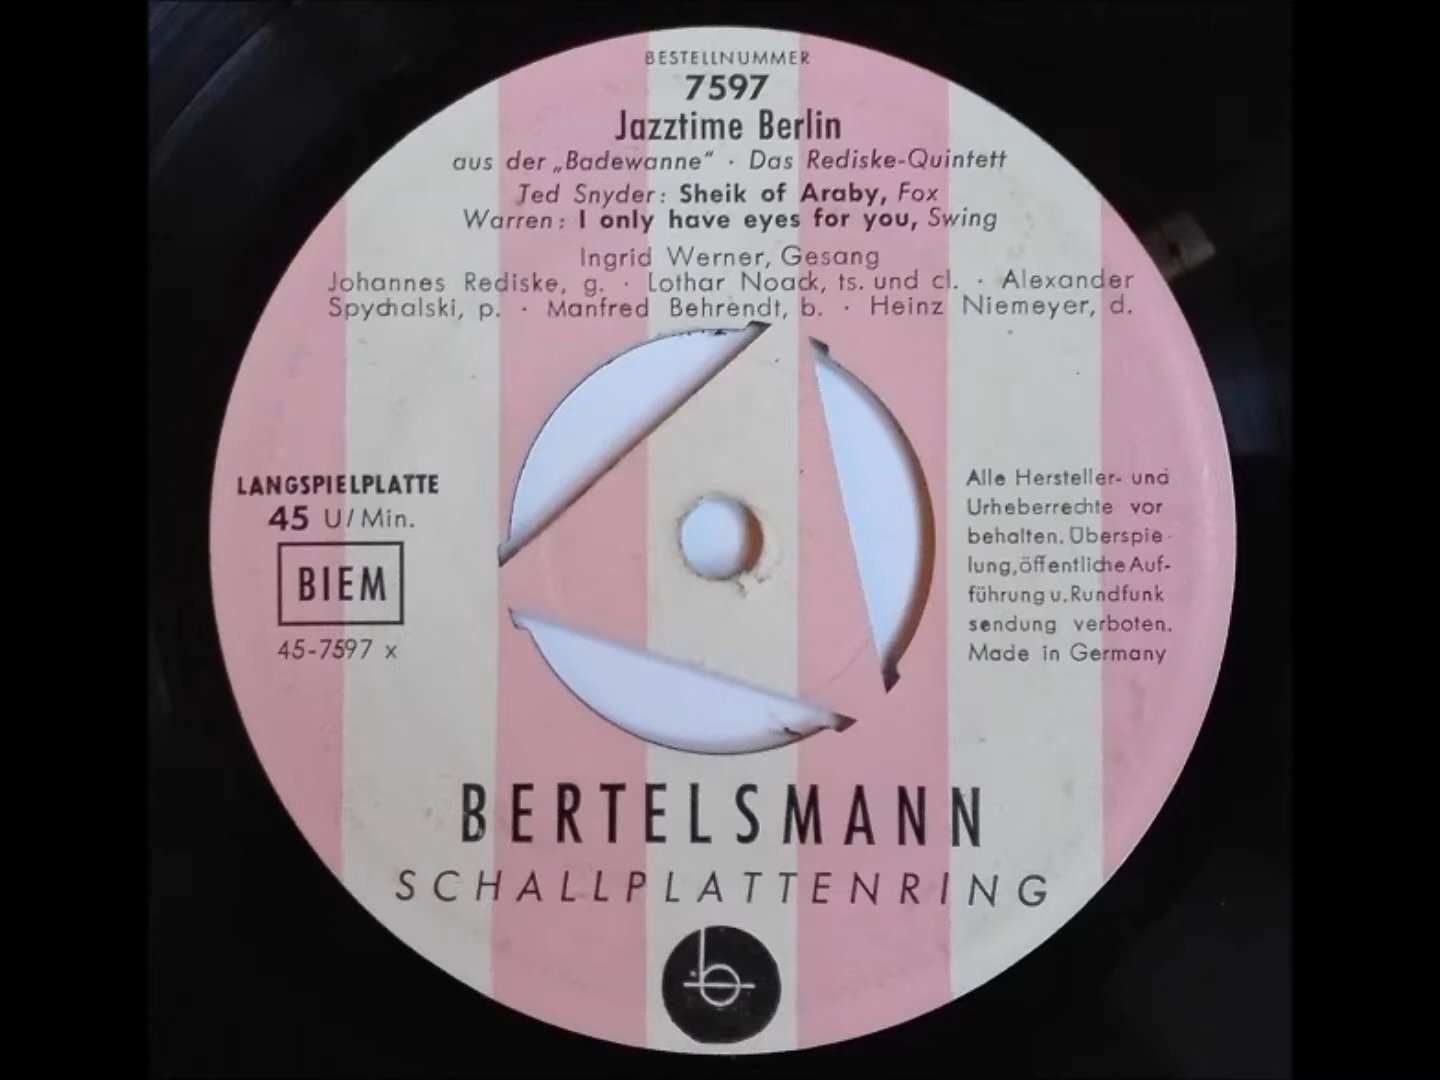 BESTELLNUMMER
7597
Jazztime Berlin
aus der „Badewanne" · Das Rediske-Quintett
Ted Snyder: Sheik of Araby, Fox
Warren: I only have eyes for you, Swing
Ingrid Werner, Gesang
Johannes Rediske, g. · Lothar Noack, ts. und cl. · Alexander
Spychalski, p. · Manfred Behrendt, b. · Heinz Niemeyer, d.
LANGSPIELPLATTE
45 U/Min.
BIEM
45-7597 x
Alle Hersteller- und
Urheberrechte vor
behalten. Überspie-
lung, öffentliche Auf-
führung u. Rundfunk
sendung verboten.
Made in Germany
BERTELSMANN
SCHALLPLATTENRING
b